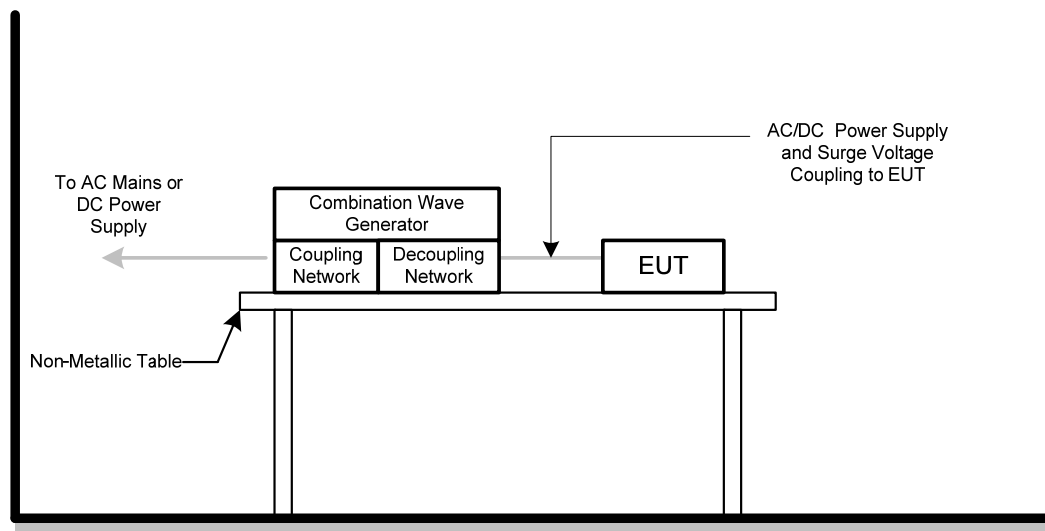 AC/DC  Power Supply
and Surge Voltage
Coupling to EUT
To AC Mains or
DC Power
Supply
Combination Wave
Generator
Coupling
Network
Decoupling
Network
EUT
Non-Metallic Table